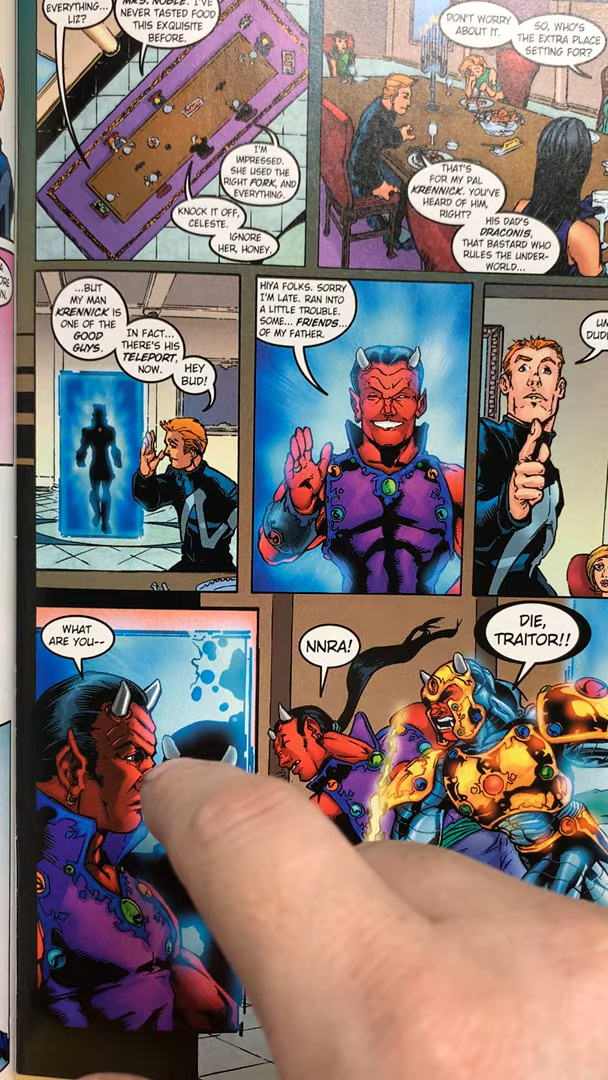 EVERYTHING...
LIZ?
MRS. NOBLE. I'VE
NEVER TASTED FOOD
THIS EXQUISITE
BEFORE.
I'M
IMPRESSED.
SHE USED THE
RIGHT FORK, AND
EVERYTHING.
KNOCK IT OFF,
CELESTE.
IGNORE
HER, HONEY.
DON'T WORRY
ABOUT IT.
SO, WHO'S
THE EXTRA PLACE
SETTING FOR?
THAT'S
FOR MY PAL
KRENNICK. YOU'VE
HEARD OF HIM,
RIGHT?
HIS DAD'S
DRACONIS,
THAT BASTARD WHO
RULES THE UNDER-
WORLD...
...BUT
MY MAN
KRENNICK IS
ONE OF THE
GOOD
GUYS.
IN FACT...
THERE'S HIS
TELEPORT,
NOW.
HEY
BUD!
HIYA FOLKS. SORRY
I'M LATE. RAN INTO
A LITTLE TROUBLE.
SOME... FRIENDS...
OF MY FATHER.
WHAT
ARE YOU--
NNRA!
DIE,
TRAITOR!!